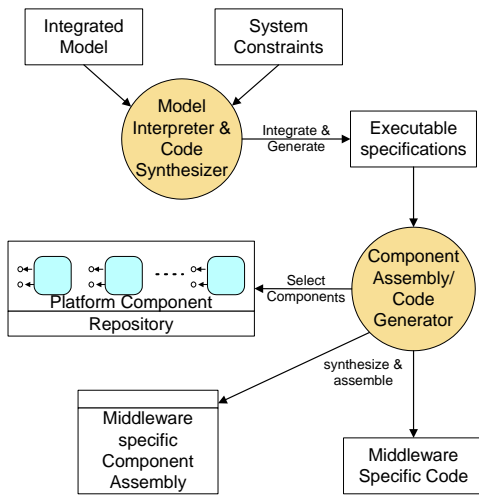 Integrated
Model
System
Constraints
Model
Interpreter &
Code
Synthesizer
Integrate &
Generate
Executable
specifications
Component
Assembly/
Code
Generator
Select
Components
Platform Component
Repository
synthesize &
assemble
Middleware
specific
Component
Assembly
Middleware
Specific Code